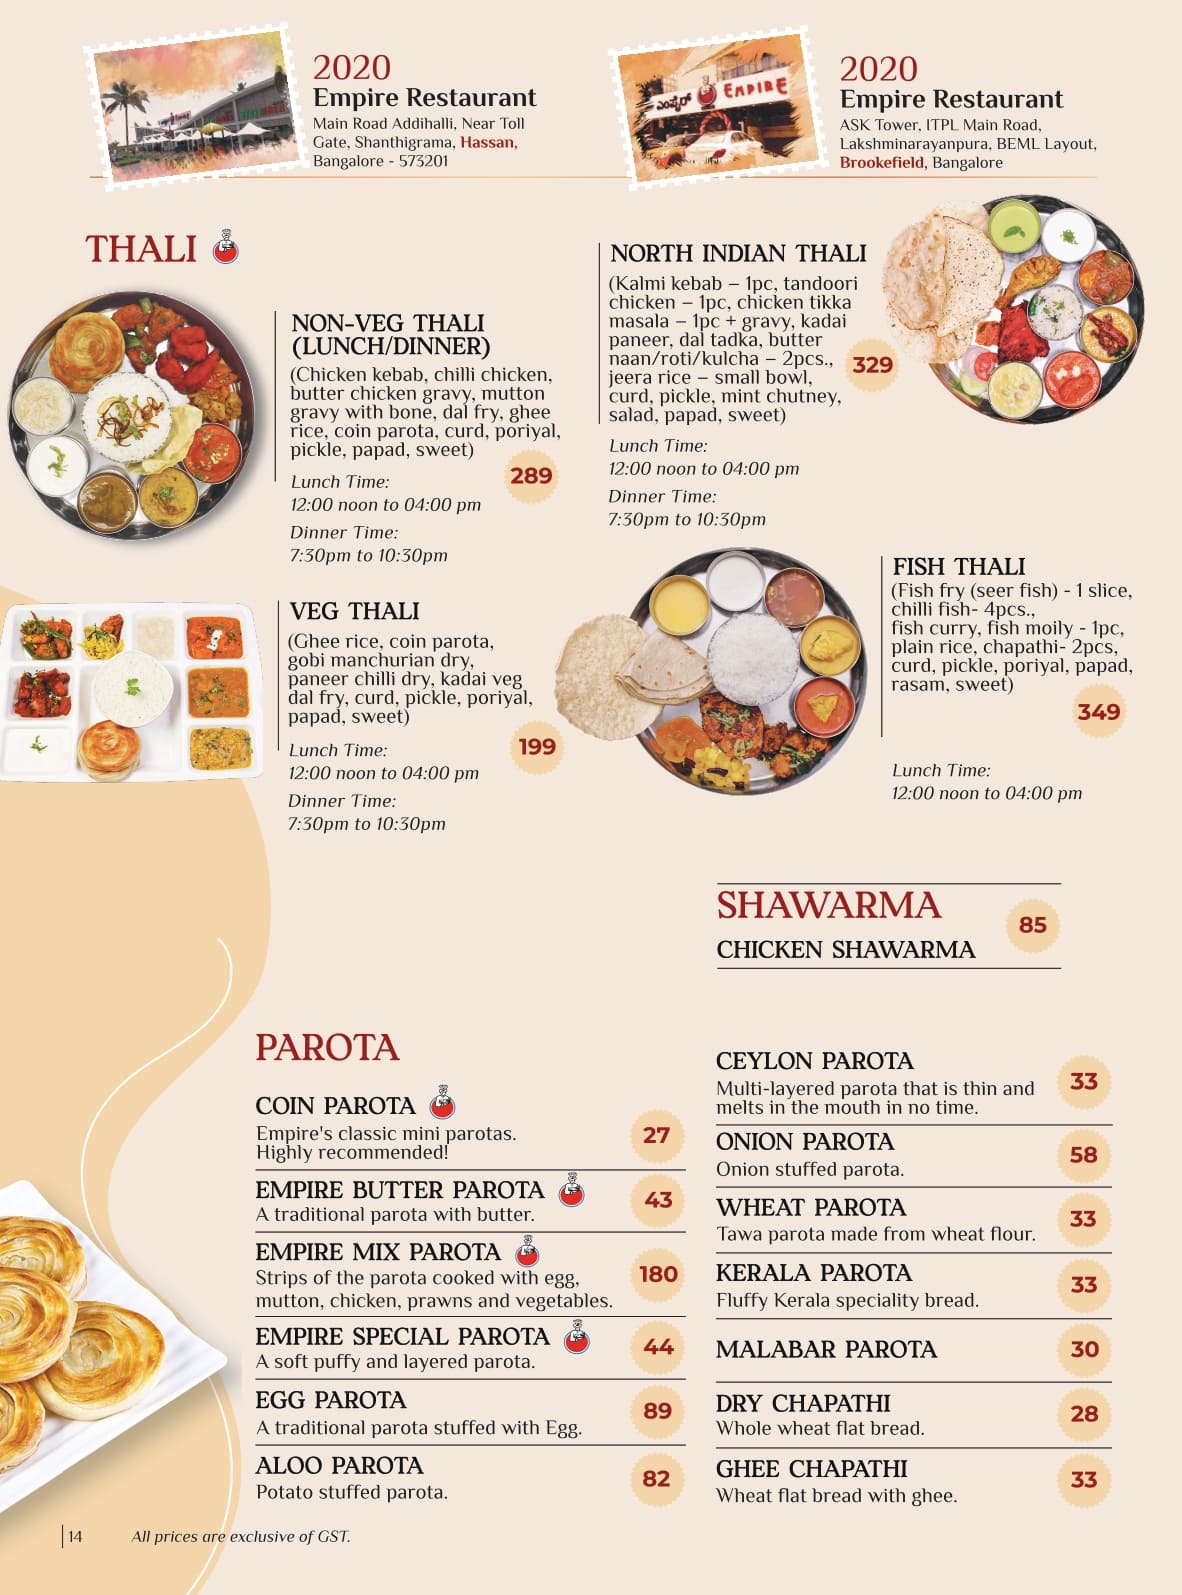 2020
Empire Restaurant
Main Road Addihalli, Near Toll
Gate, Shanthigrama, Hassan,
Bangalore - 573201
ಎಂಪೈರ್ EMPIRE
2020
Empire Restaurant
ASK Tower, ITPL Main Road,
Lakshminarayanpura, BEML Layout,
Brookefield, Bangalore
THALI
NON-VEG THALI
(LUNCH/DINNER)
(Chicken kebab, chilli chicken,
butter chicken gravy, mutton
gravy with bone, dal fry, ghee
rice, coin parota, curd, poriyal,
pickle, papad, sweet)
289
Lunch Time:
12:00 noon to 04:00 pm
Dinner Time:
7:30pm to 10:30pm
VEG THALI
(Ghee rice, coin parota,
gobi manchurian dry,
paneer chilli dry, kadai veg
dal fry, curd, pickle, poriyal,
papad, sweet)
199
Lunch Time:
12:00 noon to 04:00 pm
Dinner Time:
7:30pm to 10:30pm
NORTH INDIAN THALI
(Kalmi kebab – 1pc, tandoori
chicken – 1pc, chicken tikka
masala – 1pc + gravy, kadai
paneer, dal tadka, butter
naan/roti/kulcha – 2pcs.,
jeera rice – small bowl,
curd, pickle, mint chutney,
salad, papad, sweet)
329
Lunch Time:
12:00 noon to 04:00 pm
Dinner Time:
7:30pm to 10:30pm
FISH THALI
(Fish fry (seer fish) - 1 slice,
chilli fish- 4pcs.,
fish curry, fish moily - 1pc,
plain rice, chapathi- 2pcs,
curd, pickle, poriyal, papad,
rasam, sweet)
349
Lunch Time:
12:00 noon to 04:00 pm
SHAWARMA
CHICKEN SHAWARMA
85
PAROTA
COIN PAROTA
Empire's classic mini parotas.
Highly recommended!
27
EMPIRE BUTTER PAROTA
A traditional parota with butter.
43
EMPIRE MIX PAROTA
Strips of the parota cooked with egg,
mutton, chicken, prawns and vegetables.
180
EMPIRE SPECIAL PAROTA
A soft puffy and layered parota.
44
EGG PAROTA
A traditional parota stuffed with Egg.
89
ALOO PAROTA
Potato stuffed parota.
82
CEYLON PAROTA
Multi-layered parota that is thin and
melts in the mouth in no time.
33
ONION PAROTA
Onion stuffed parota.
58
WHEAT PAROTA
Tawa parota made from wheat flour.
33
KERALA PAROTA
Fluffy Kerala speciality bread.
33
MALABAR PAROTA
30
DRY CHAPATHI
Whole wheat flat bread.
28
GHEE CHAPATHI
Wheat flat bread with ghee.
33
14
All prices are exclusive of GST.